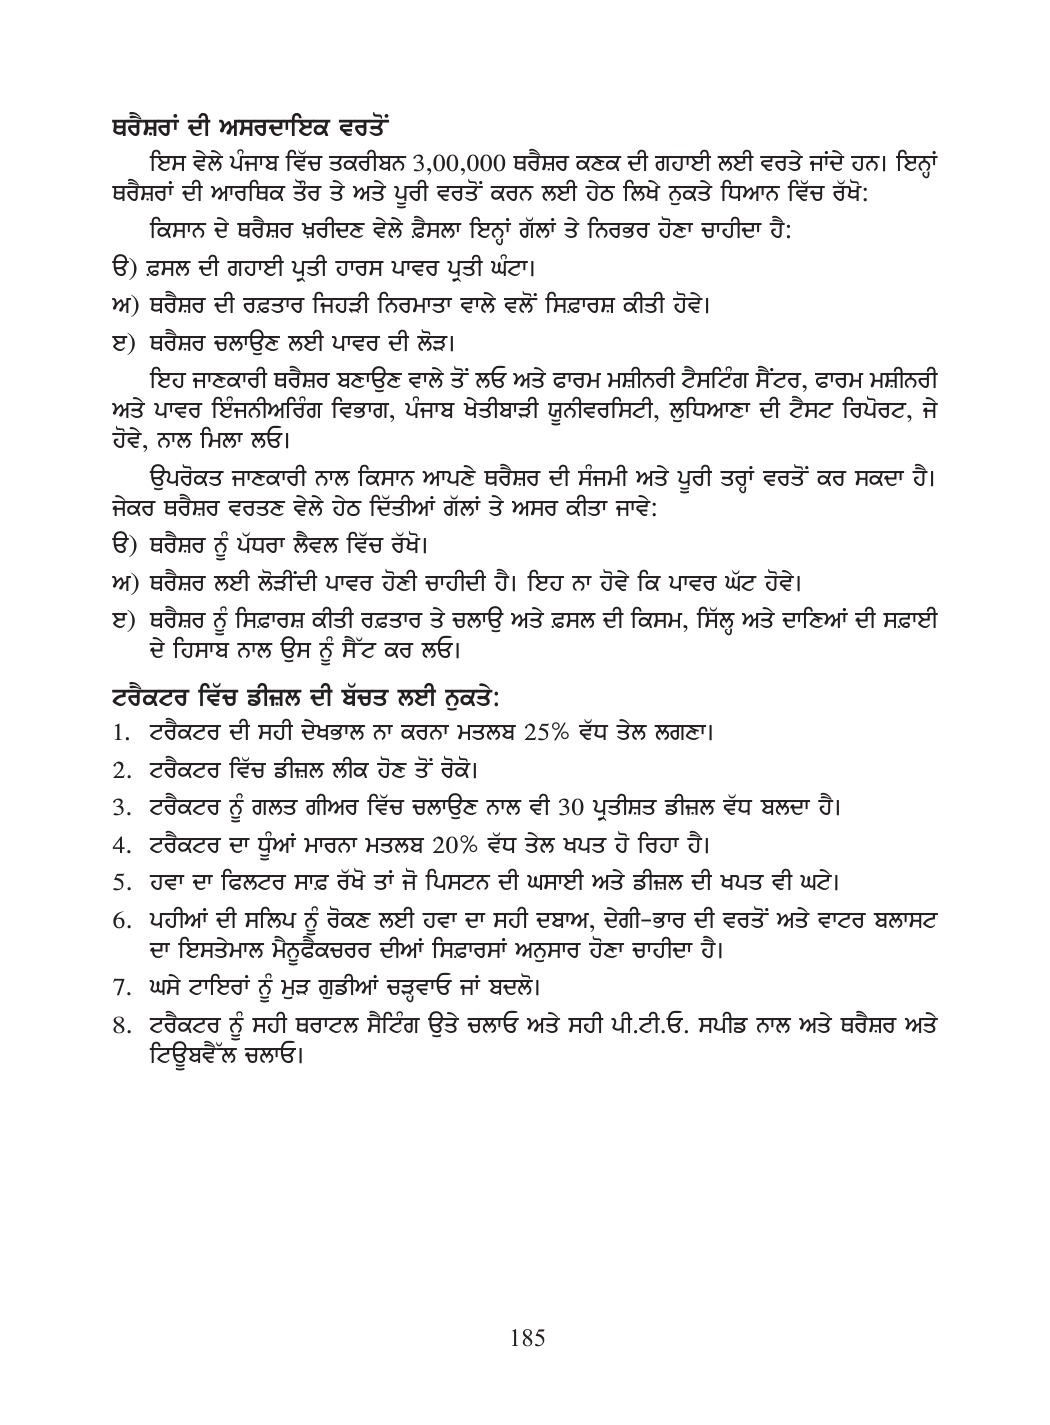 ਥਰੈਸ਼ਰਾਂ ਦੀ ਅਸਰਦਾਇਕ ਵਰਤੋਂ
ਇਸ ਵੇਲੇ ਪੰਜਾਬ ਵਿੱਚ ਤਕਰੀਬਨ 3,00,000 ਥਰੈਸ਼ਰ ਕਣਕ ਦੀ ਗਹਾਈ ਲਈ ਵਰਤੇ ਜਾਂਦੇ ਹਨ। ਇਨ੍ਹਾਂ
ਥਰੈਸ਼ਰਾਂ ਦੀ ਆਰਥਿਕ ਤੌਰ ਤੇ ਅਤੇ ਪੂਰੀ ਵਰਤੋਂ ਕਰਨ ਲਈ ਹੇਠ ਲਿਖੇ ਨੁਕਤੇ ਧਿਆਨ ਵਿੱਚ ਰੱਖੋ:
ਕਿਸਾਨ ਦੇ ਥਰੈਸ਼ਰ ਖ਼ਰੀਦਣ ਵੇਲੇ ਫ਼ੈਸਲਾ ਇਨ੍ਹਾਂ ਗੱਲਾਂ ਤੇ ਨਿਰਭਰ ਹੋਣਾ ਚਾਹੀਦਾ ਹੈ:
ੳ) ਫ਼ਸਲ ਦੀ ਗਹਾਈ ਪ੍ਰਤੀ ਹਾਰਸ ਪਾਵਰ ਪ੍ਰਤੀ ਘੰਟਾ।
ਅ) ਥਰੈਸ਼ਰ ਦੀ ਰਫ਼ਤਾਰ ਜਿਹੜੀ ਨਿਰਮਾਤਾ ਵਾਲੇ ਵਲੋਂ ਸਿਫ਼ਾਰਸ਼ ਕੀਤੀ ਹੋਵੇ।
ੲ) ਥਰੈਸ਼ਰ ਚਲਾਉਣ ਲਈ ਪਾਵਰ ਦੀ ਲੋੜ।
ਇਹ ਜਾਣਕਾਰੀ ਥਰੈਸ਼ਰ ਬਣਾਉਣ ਵਾਲੇ ਤੋਂ ਲਓ ਅਤੇ ਫਾਰਮ ਮਸ਼ੀਨਰੀ ਟੈਸਟਿੰਗ ਸੈਂਟਰ, ਫਾਰਮ ਮਸ਼ੀਨਰੀ
ਅਤੇ ਪਾਵਰ ਇੰਜਨੀਅਰਿੰਗ ਵਿਭਾਗ, ਪੰਜਾਬ ਖੇਤੀਬਾੜੀ ਯੂਨੀਵਰਸਿਟੀ, ਲੁਧਿਆਣਾ ਦੀ ਟੈਸਟ ਰਿਪੋਰਟ, ਜੇ
ਹੋਵੇ, ਨਾਲ ਮਿਲਾ ਲਓ।
ਉਪਰੋਕਤ ਜਾਣਕਾਰੀ ਨਾਲ ਕਿਸਾਨ ਆਪਣੇ ਥਰੈਸ਼ਰ ਦੀ ਸੰਜਮੀ ਅਤੇ ਪੂਰੀ ਤਰ੍ਹਾਂ ਵਰਤੋਂ ਕਰ ਸਕਦਾ ਹੈ।
ਜੇਕਰ ਥਰੈਸ਼ਰ ਵਰਤਣ ਵੇਲੇ ਹੇਠ ਦਿੱਤੀਆਂ ਗੱਲਾਂ ਤੇ ਅਸਰ ਕੀਤਾ ਜਾਵੇ:
ੳ) ਥਰੈਸ਼ਰ ਨੂੰ ਪੱਧਰਾ ਲੈਵਲ ਵਿੱਚ ਰੱਖੋ।
ਅ) ਥਰੈਸ਼ਰ ਲਈ ਲੋੜੀਂਦੀ ਪਾਵਰ ਹੋਣੀ ਚਾਹੀਦੀ ਹੈ। ਇਹ ਨਾ ਹੋਵੇ ਕਿ ਪਾਵਰ ਘੱਟ ਹੋਵੇ।
ੲ) ਥਰੈਸ਼ਰ ਨੂੰ ਸਿਫ਼ਾਰਸ਼ ਕੀਤੀ ਰਫ਼ਤਾਰ ਤੇ ਚਲਾਉ ਅਤੇ ਫ਼ਸਲ ਦੀ ਕਿਸਮ, ਸਿੱਲ੍ਹ ਅਤੇ ਦਾਣਿਆਂ ਦੀ ਸਫ਼ਾਈ
ਦੇ ਹਿਸਾਬ ਨਾਲ ਉਸ ਨੂੰ ਸੈੱਟ ਕਰ ਲਓ।
ਟਰੈਕਟਰ ਵਿੱਚ ਡੀਜ਼ਲ ਦੀ ਬੱਚਤ ਲਈ ਨੁਕਤੇ:
1. ਟਰੈਕਟਰ ਦੀ ਸਹੀ ਦੇਖਭਾਲ ਨਾ ਕਰਨਾ ਮਤਲਬ 25% ਵੱਧ ਤੇਲ ਲਗਣਾ।
2. ਟਰੈਕਟਰ ਵਿੱਚ ਡੀਜ਼ਲ ਲੀਕ ਹੋਣ ਤੋਂ ਰੋਕੋ।
3. ਟਰੈਕਟਰ ਨੂੰ ਗਲਤ ਗੀਅਰ ਵਿੱਚ ਚਲਾਉਣ ਨਾਲ ਵੀ 30 ਪ੍ਰਤੀਸ਼ਤ ਡੀਜ਼ਲ ਵੱਧ ਬਲਦਾ ਹੈ।
4. ਟਰੈਕਟਰ ਦਾ ਧੂੰਆਂ ਮਾਰਨਾ ਮਤਲਬ 20% ਵੱਧ ਤੇਲ ਖਪਤ ਹੋ ਰਿਹਾ ਹੈ।
5. ਹਵਾ ਦਾ ਫਿਲਟਰ ਸਾਫ਼ ਰੱਖੋ ਤਾਂ ਜੋ ਪਿਸਟਨ ਦੀ ਘਸਾਈ ਅਤੇ ਡੀਜ਼ਲ ਦੀ ਖਪਤ ਵੀ ਘਟੇ।
6. ਪਹੀਆਂ ਦੀ ਸਲਿਪ ਨੂੰ ਰੋਕਣ ਲਈ ਹਵਾ ਦਾ ਸਹੀ ਦਬਾਅ, ਦੇਗੀ-ਭਾਰ ਦੀ ਵਰਤੋਂ ਅਤੇ ਵਾਟਰ ਬਲਾਸਟ
ਦਾ ਇਸਤੇਮਾਲ ਮੈਨੂਫੈਕਚਰਰ ਦੀਆਂ ਸਿਫ਼ਾਰਸਾਂ ਅਨੁਸਾਰ ਹੋਣਾ ਚਾਹੀਦਾ ਹੈ।
7. ਘਸੇ ਟਾਇਰਾਂ ਨੂੰ ਮੁੜ ਗੁਡੀਆਂ ਚੜ੍ਹਵਾਓ ਜਾਂ ਬਦਲੋ।
8. ਟਰੈਕਟਰ ਨੂੰ ਸਹੀ ਥਰਾਟਲ ਸੈਟਿੰਗ ਉਤੇ ਚਲਾਓ ਅਤੇ ਸਹੀ ਪੀ.ਟੀ.ਓ. ਸਪੀਡ ਨਾਲ ਅਤੇ ਥਰੈਸ਼ਰ ਅਤੇ
ਟਿਊਬਵੈੱਲ ਚਲਾਓ।
185